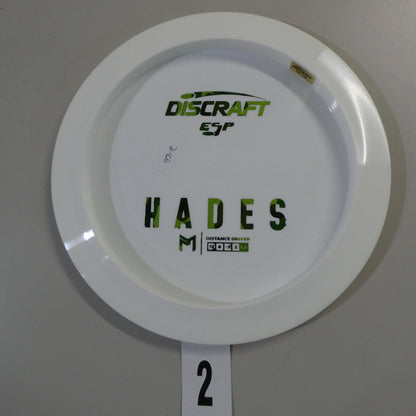 DISCRAFT
ESP
HADES
M
DISTANCE DRIVER
2